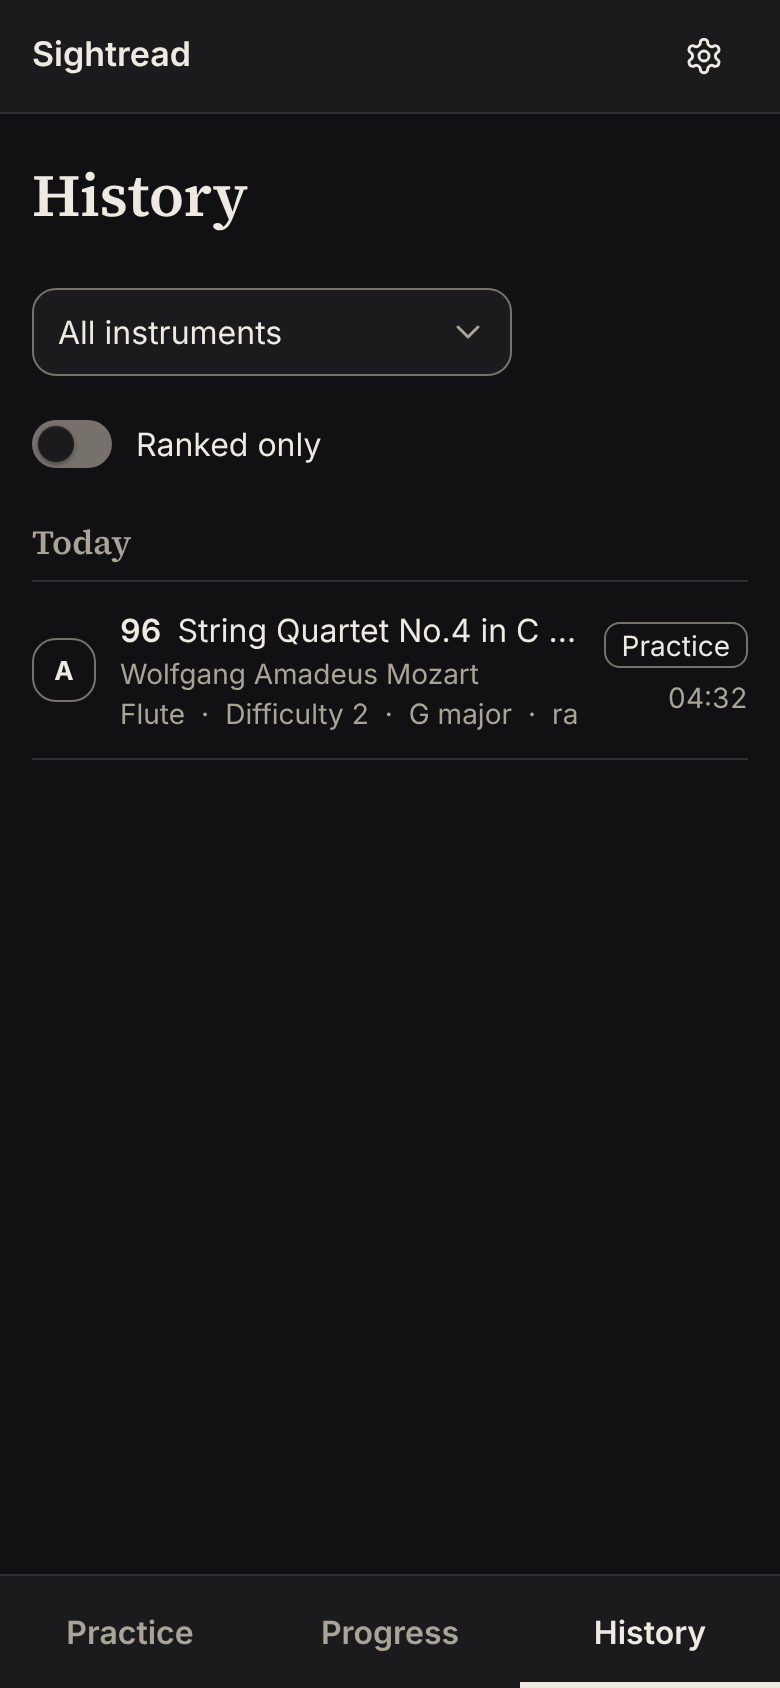 Sightread
History
All instruments
Ranked only
Today
A
96 String Quartet No.4 in C ...
Practice
Wolfgang Amadeus Mozart
04:32
Flute · Difficulty 2 · G major · ra
Practice
Progress
History